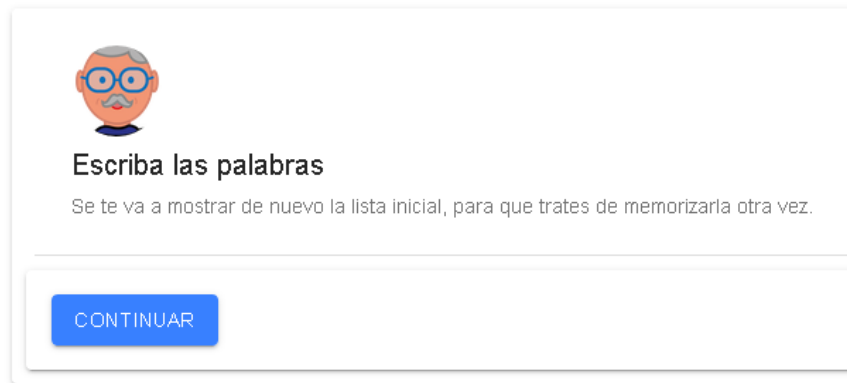 Escriba las palabras
Se te va a mostrar de nuevo la lista inicial, para que trates de memorizarla otra vez.
CONTINUAR